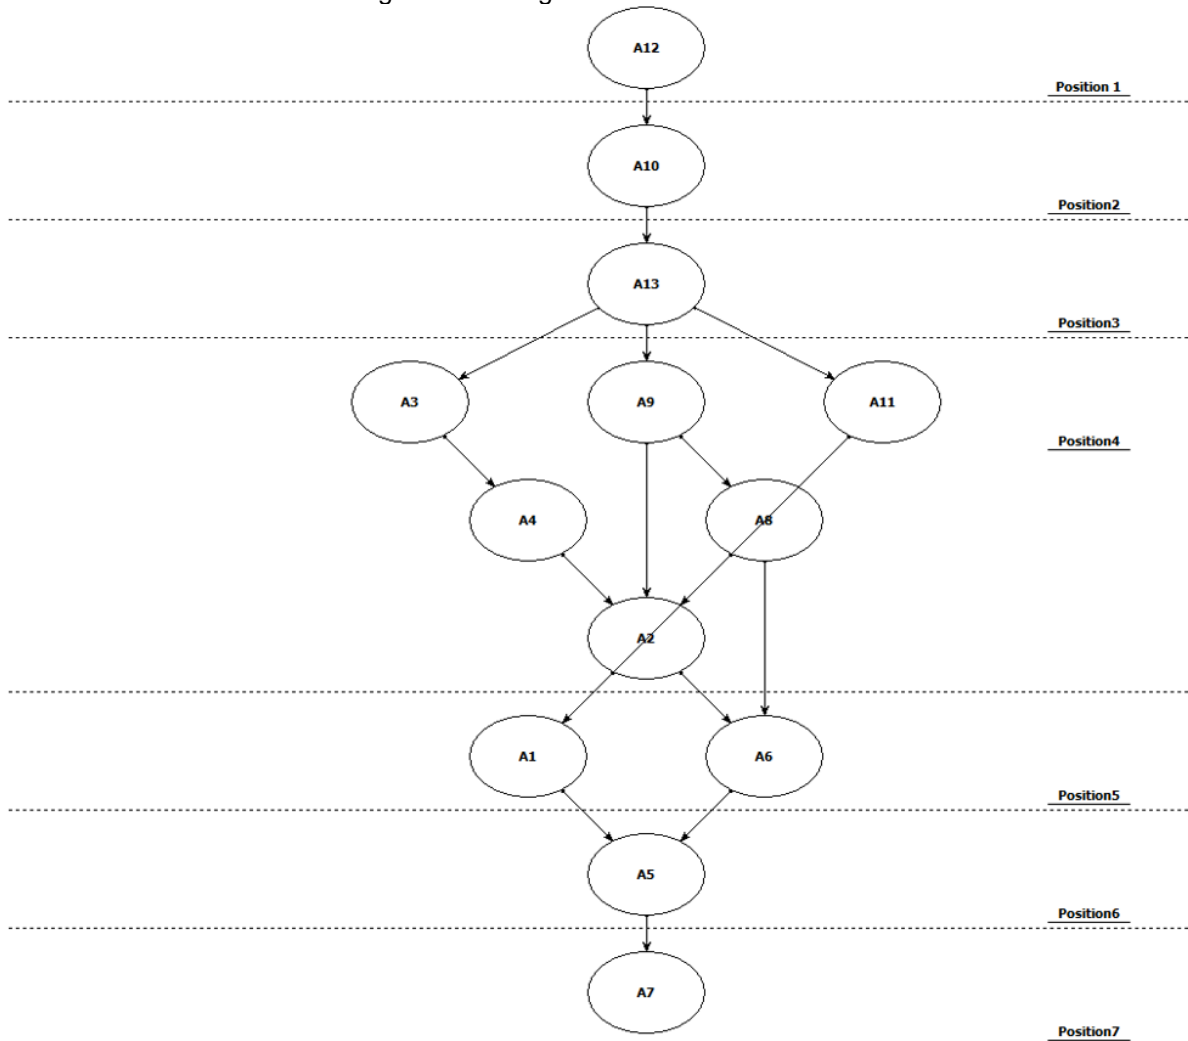 A12
Position 1
A10
Position2
A13
Position3
A3 A9 A11
Position4
A4 A8
A2
A1 A6
Position5
A5
Position6
A7
Position7